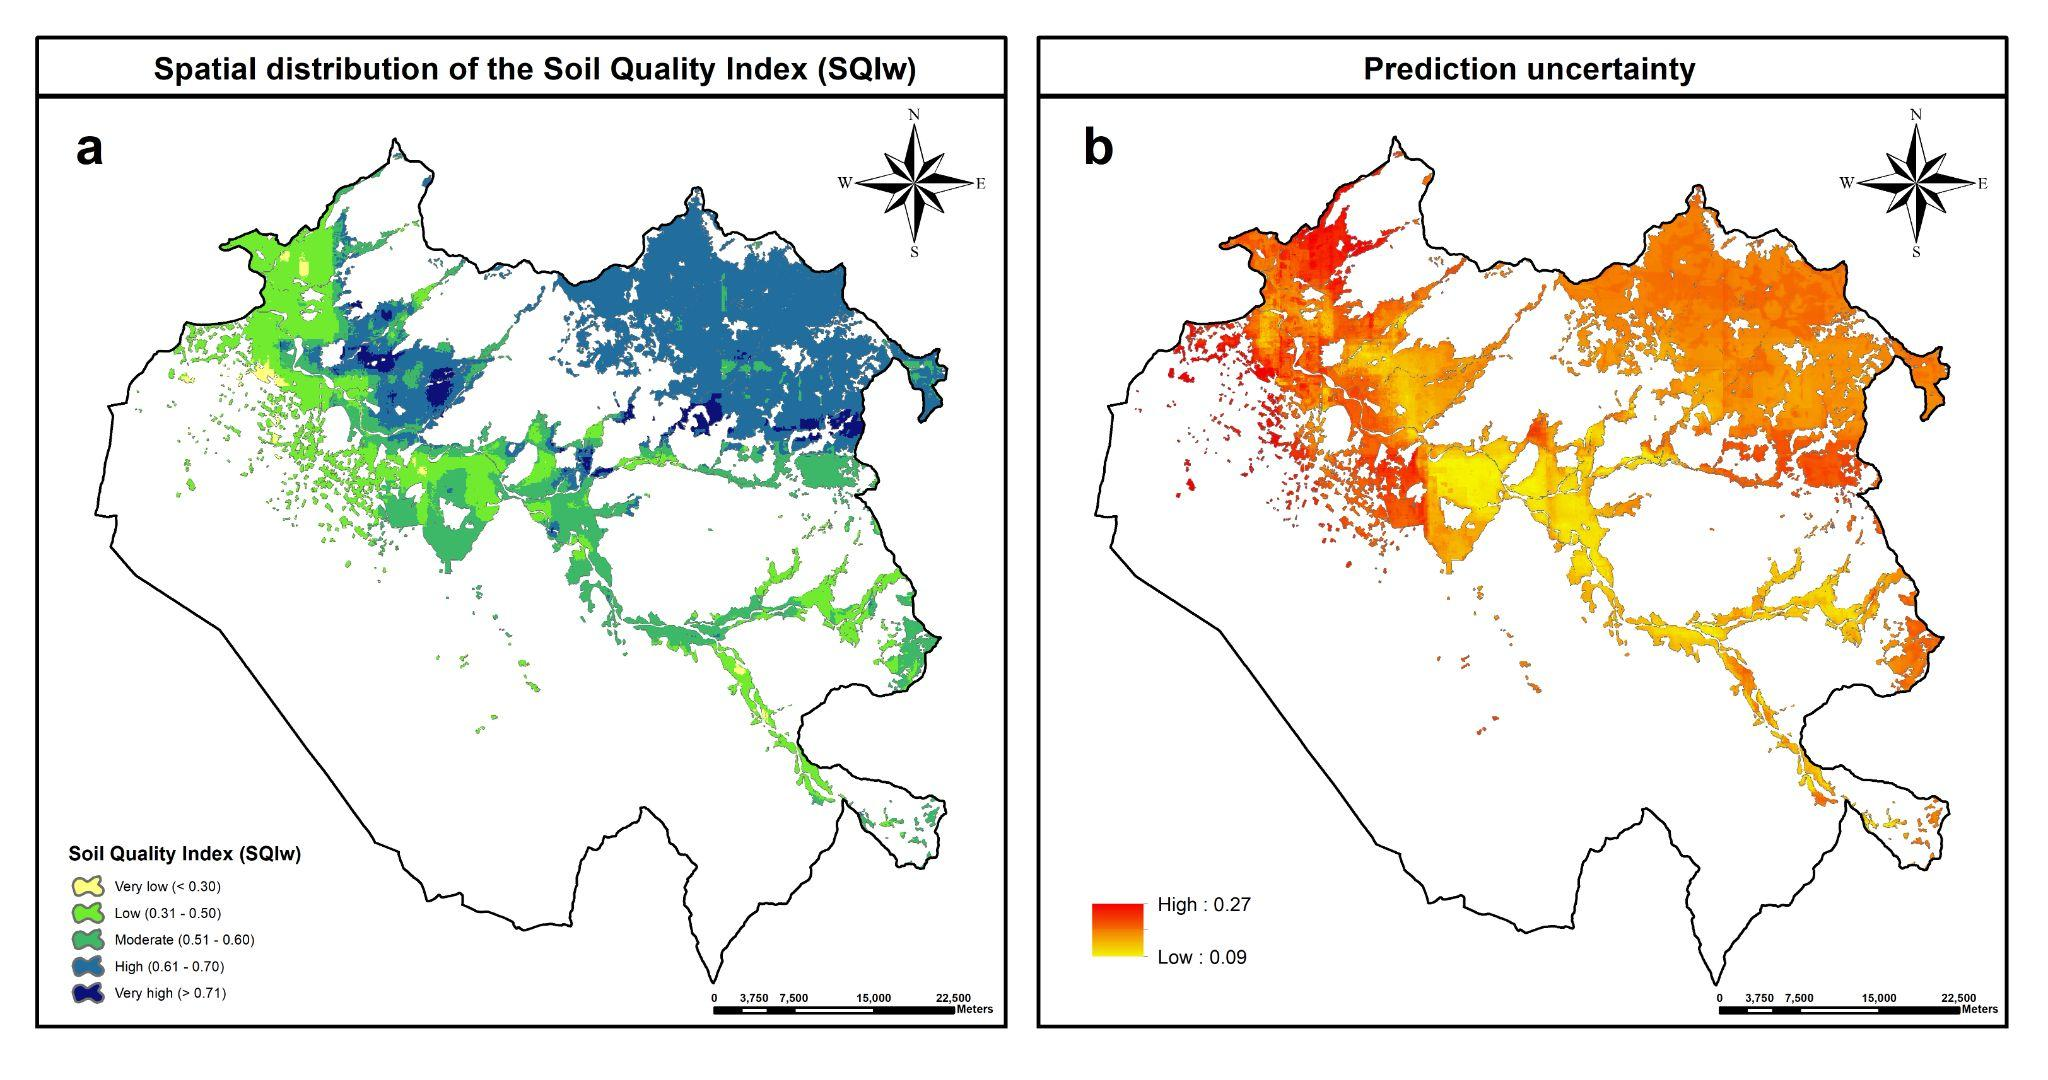 Spatial distribution of the Soil Quality Index (SQIw)
a
N
W
E
S
Soil Quality Index (SQIw)
Very low (< 0.30)
Low (0.31 - 0.50)
Moderate (0.51 - 0.60)
High (0.61 - 0.70)
Very high (> 0.71)
0 3,750 7,500 15,000 22,500
Meters
Prediction uncertainty
b
N
W
E
S
High : 0.27
Low : 0.09
0 3,750 7,500 15,000 22,500
Meters